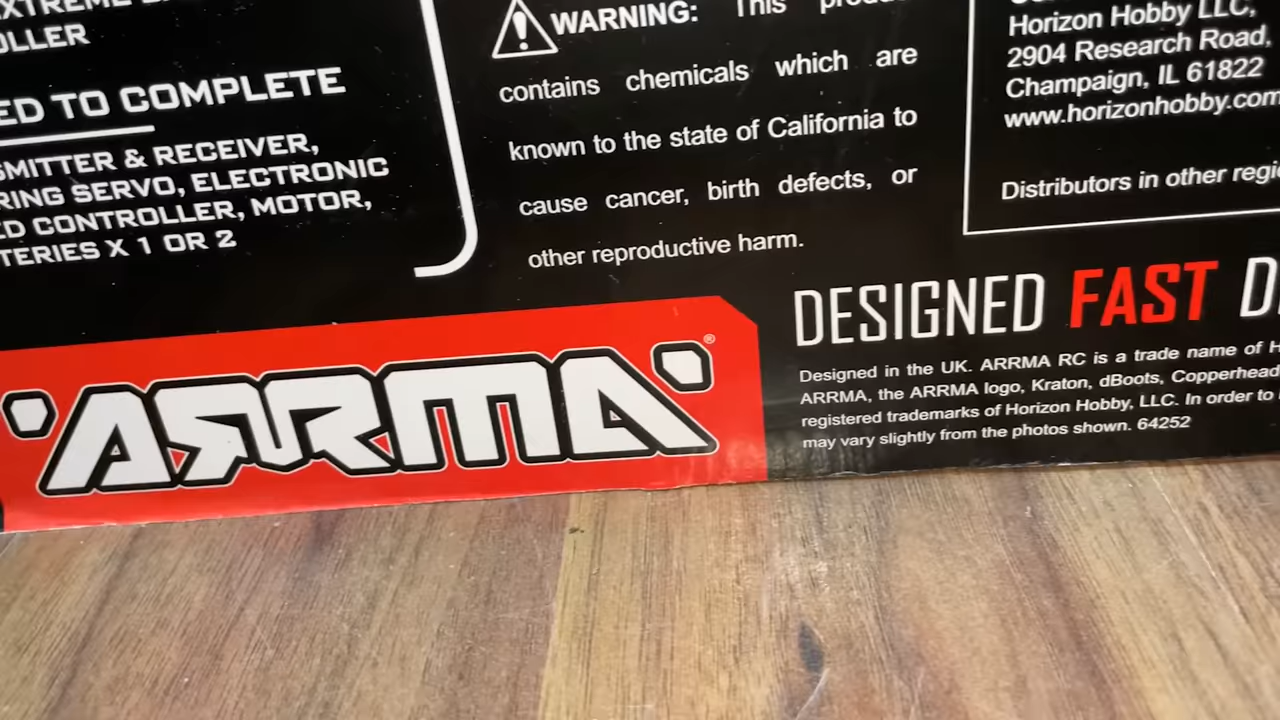 OLLER
ED TO COMPLETE
SMITTER & RECEIVER,
RING SERVO, ELECTRONIC
ED CONTROLLER, MOTOR,
TERIES X 1 OR 2
WARNING: This
contains chemicals which are
known to the state of California to
cause cancer, birth defects, or
other reproductive harm.
Horizon Hobby LLC,
2904 Research Road,
Champaign, IL 61822
www.horizonhobby.com
Distributors in other regi
ARRMA®
DESIGNED FAST D
Designed in the UK. ARRMA RC is a trade name of H
ARRMA, the ARRMA logo, Kraton, dBoots, Copperhead
registered trademarks of Horizon Hobby, LLC. In order to
may vary slightly from the photos shown. 64252